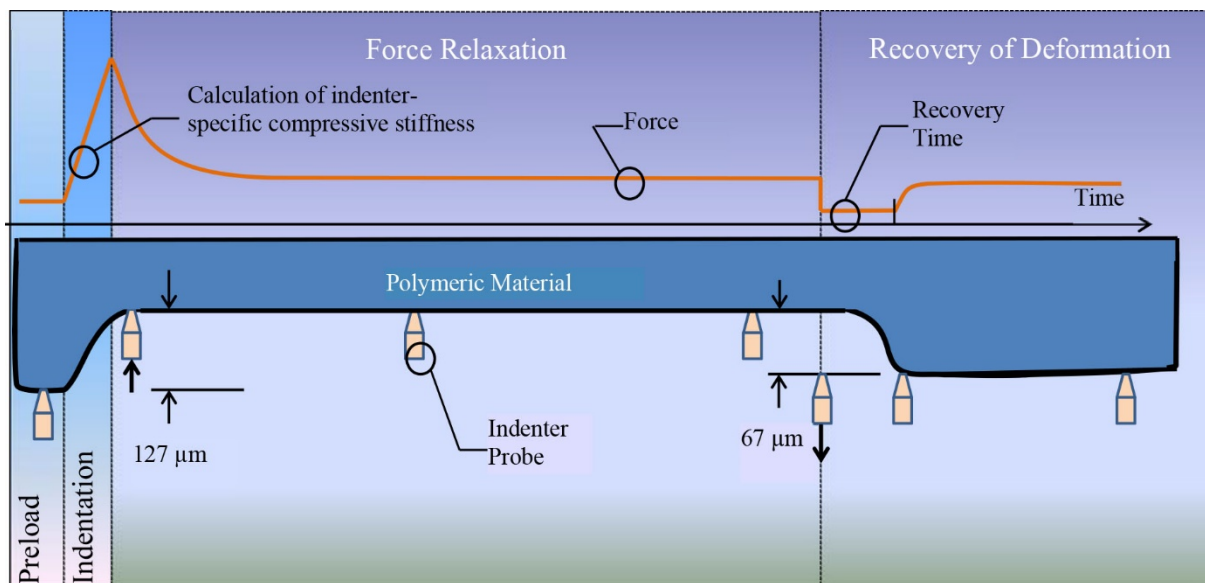 Force Relaxation
Recovery of Deformation
Calculation of indenter-
specific compressive stiffness
Force
Recovery
Time
Time
Polymeric Material
127 µm
Indenter
Probe
67 µm
Preload
Indentation